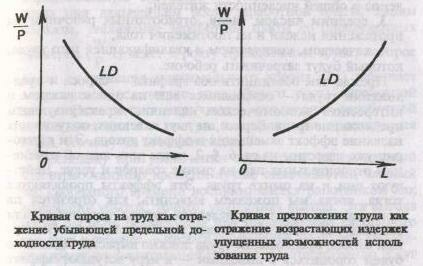 W
P
LD
0
L
W
P
LD
0
L
Кривая спроса на труд как отра-
жение убывающей предельной до-
ходности труда
Кривая предложения труда как
отражение возрастающих издержек
упущенных возможностей исполь
зования труда